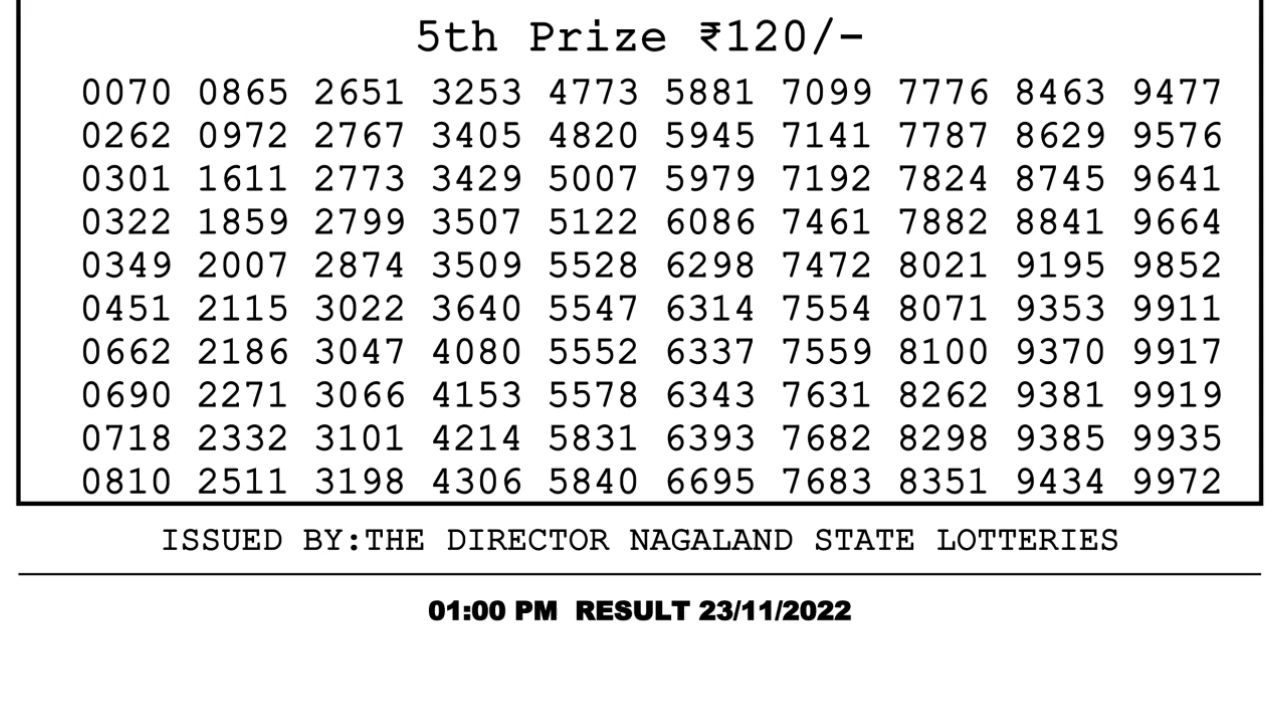 5th Prize ₹120/-
0070 0865 2651 3253 4773 5881 7099 7776 8463 9477
0262 0972 2767 3405 4820 5945 7141 7787 8629 9576
0301 1611 2773 3429 5007 5979 7192 7824 8745 9641
0322 1859 2799 3507 5122 6086 7461 7882 8841 9664
0349 2007 2874 3509 5528 6298 7472 8021 9195 9852
0451 2115 3022 3640 5547 6314 7554 8071 9353 9911
0662 2186 3047 4080 5552 6337 7559 8100 9370 9917
0690 2271 3066 4153 5578 6343 7631 8262 9381 9919
0718 2332 3101 4214 5831 6393 7682 8298 9385 9935
0810 2511 3198 4306 5840 6695 7683 8351 9434 9972
ISSUED BY:THE DIRECTOR NAGALAND STATE LOTTERIES
01:00 PM RESULT 23/11/2022